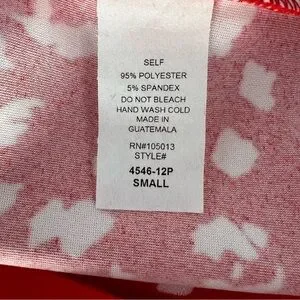 SELF
95% POLYESTER
5% SPANDEX
DO NOT BLEACH
HAND WASH COLD
MADE IN
GUATEMALA
RN#105013
STYLE#
4546-12P
SMALL